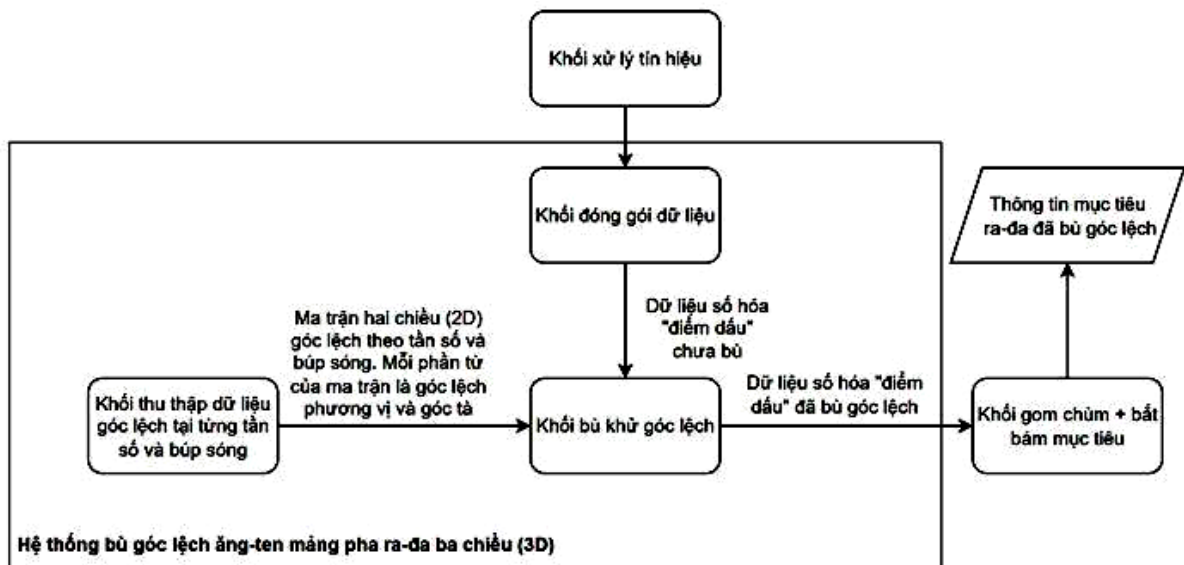 Khối xử lý tín hiệu
Khối đóng gói dữ liệu
Thông tin mục tiêu
ra-đa đã bù góc lệch
Ma trận hai chiều (2D)
góc lệch theo tần số và
búp sóng. Mỗi phần tử
của ma trận là góc lệch
phương vị và góc tà
Dữ liệu số hóa
"điểm dấu"
chưa bù
Khối thu thập dữ liệu
góc lệch tại từng tần
số và búp sóng
Khối bù khử góc lệch
Dữ liệu số hóa "điểm
dấu" đã bù góc lệch
Khối gom chùm + bắt
bám mục tiêu
Hệ thống bù góc lệch ăng-ten mảng pha ra-đa ba chiều (3D)